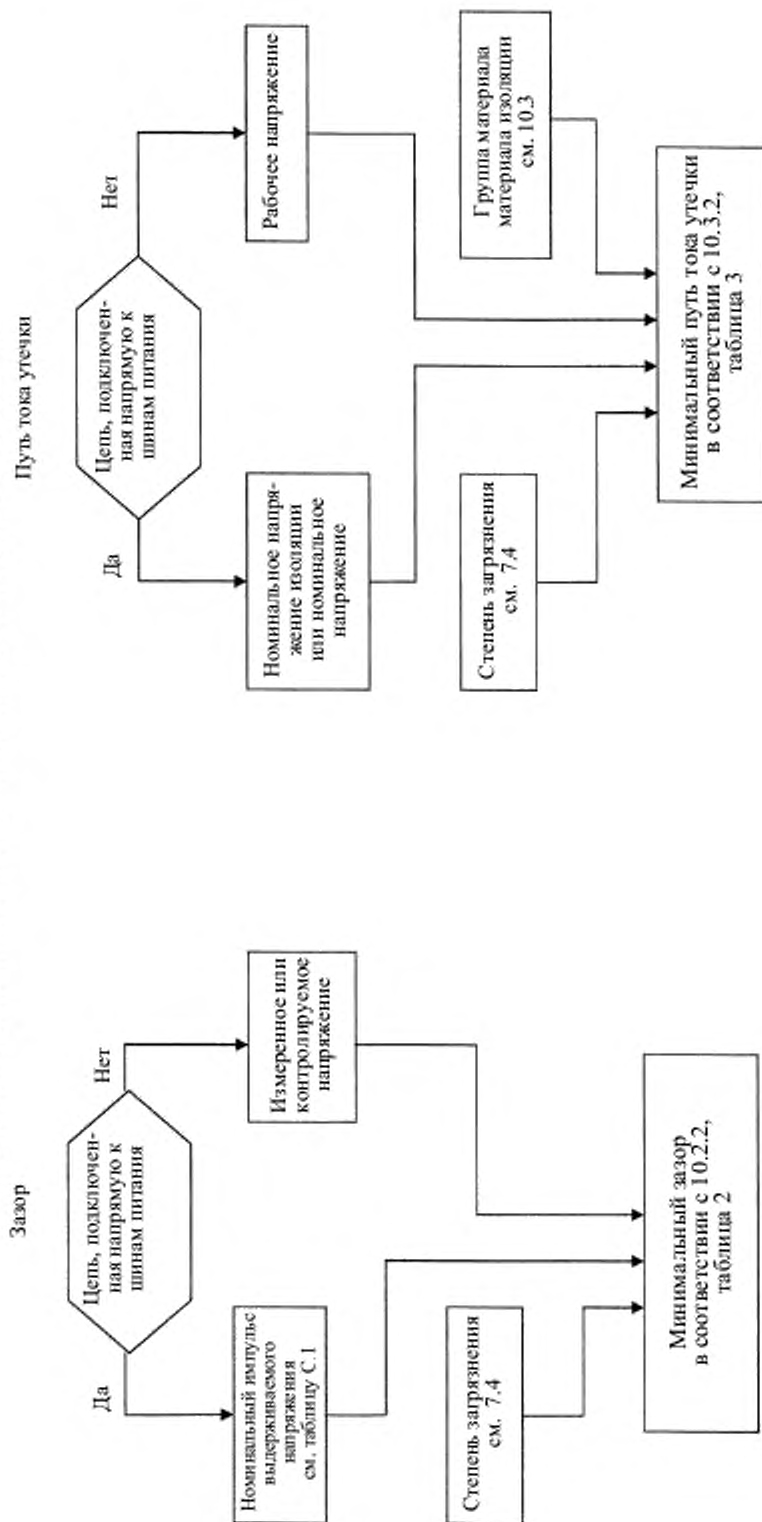 Зазор
Цепь, подключен-
ная напрямую к
шинам питания
Да
Нет
Номинальный импульс
выдерживаемого
напряжения
см. таблицу С.1
Измеренное или
контролируемое
напряжение
Степень загрязнения
см. 7.4
Минимальный зазор
в соответствии с 10.2.2,
таблица 2
Путь тока утечки
Цепь, подключен-
ная напрямую к
шинам питания
Да
Нет
Номинальное напря-
жение изоляции
или номинальное
напряжение
Рабочее напряжение
Степень загрязнения
см. 7.4
Группа материала
материала изоляции
см. 10.3
Минимальный путь тока утечки
в соответствии с 10.3.2,
таблица 3